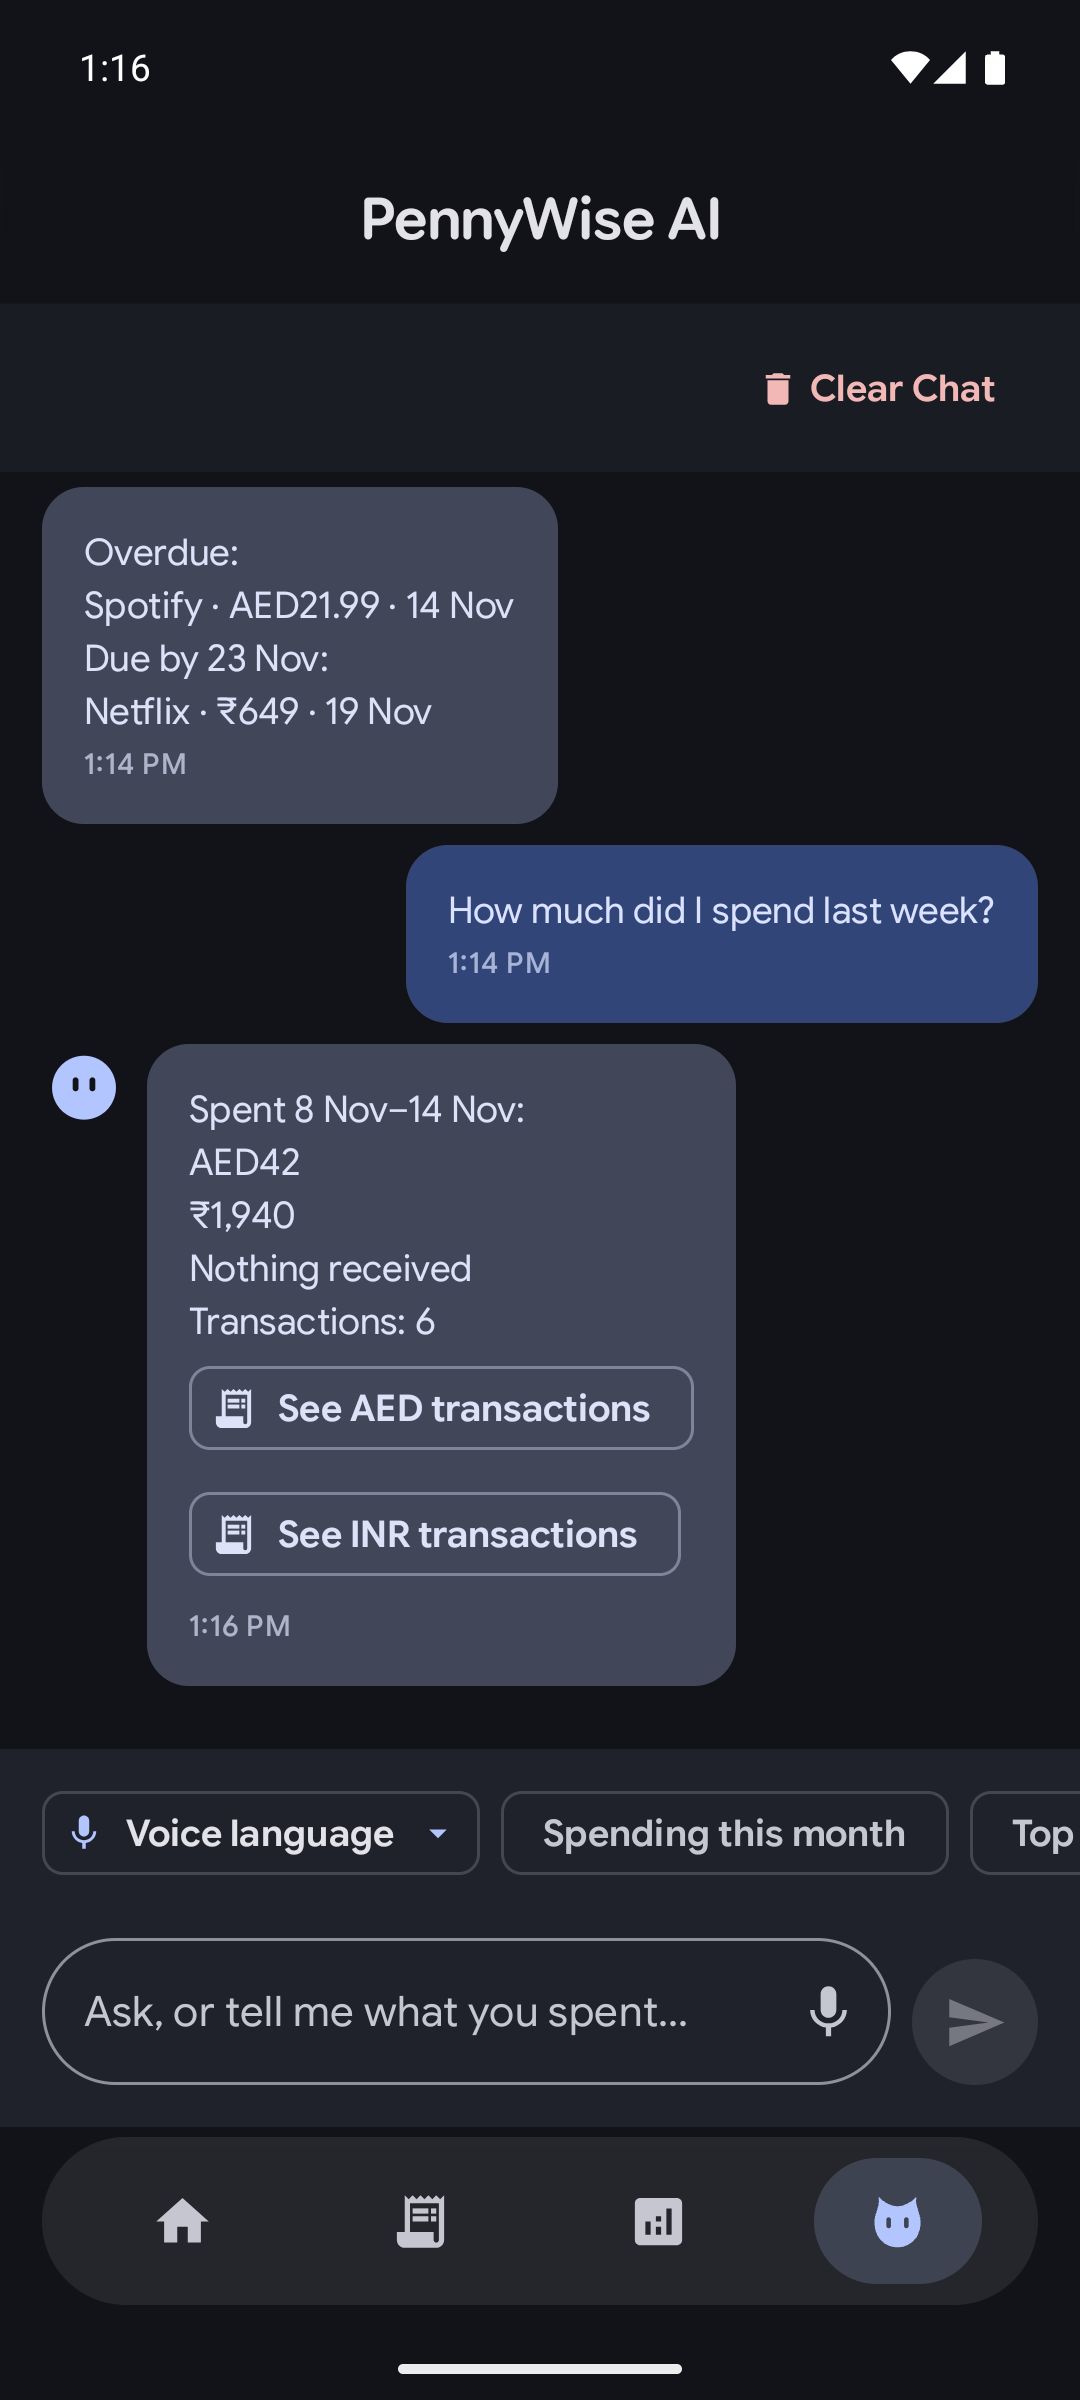 1:16
PennyWise AI
Clear Chat
Overdue:
Spotify · AED21.99 · 14 Nov
Due by 23 Nov:
Netflix · ₹649 · 19 Nov
1:14 PM
How much did I spend last week?
1:14 PM
Spent 8 Nov–14 Nov:
AED42
₹1,940
Nothing received
Transactions: 6
See AED transactions
See INR transactions
1:16 PM
Voice language
Spending this month
Top
Ask, or tell me what you spent...